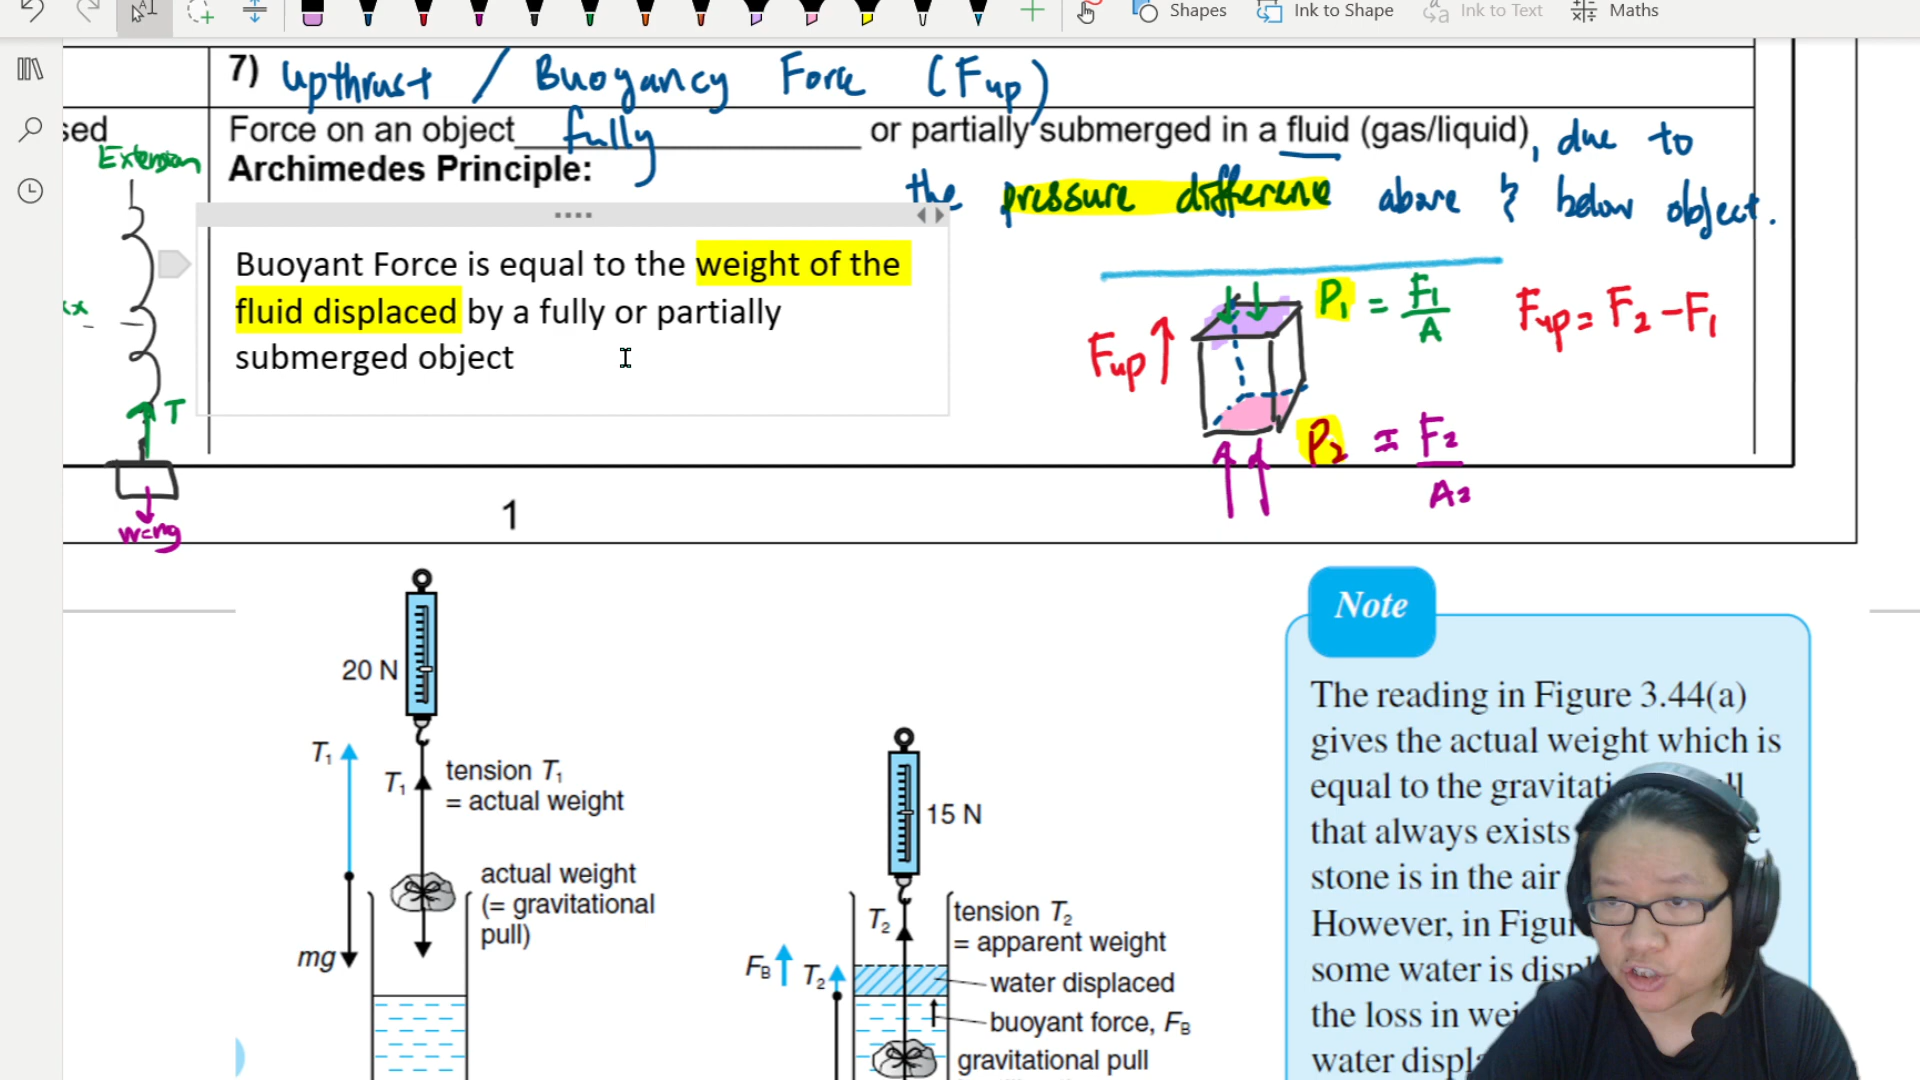 Shapes
Ink to Shape
Ink to Text
Maths
7) Upthrust / Buoyancy Force (Fup)
sed
Force on an object fully or partially submerged in a fluid (gas/liquid), due to
Extension
Archimedes Principle:
the pressure difference above & below object.
Buoyant Force is equal to the weight of the
fluid displaced by a fully or partially
submerged object
P1 = F1/A
Fup = F2 - F1
Fup
T
P2 = F2/A2
w=mg
1
Note
20 N
The reading in Figure 3.44(a)
gives the actual weight which is
equal to the
that always exists
stone is in the air
However, in
some water is
the loss in
water
T1
T1
tension T1
= actual weight
15 N
actual weight
(= gravitational
pull)
mg
T2
tension T2
= apparent weight
FB
T2
water displaced
buoyant force, FB
gravitational pull